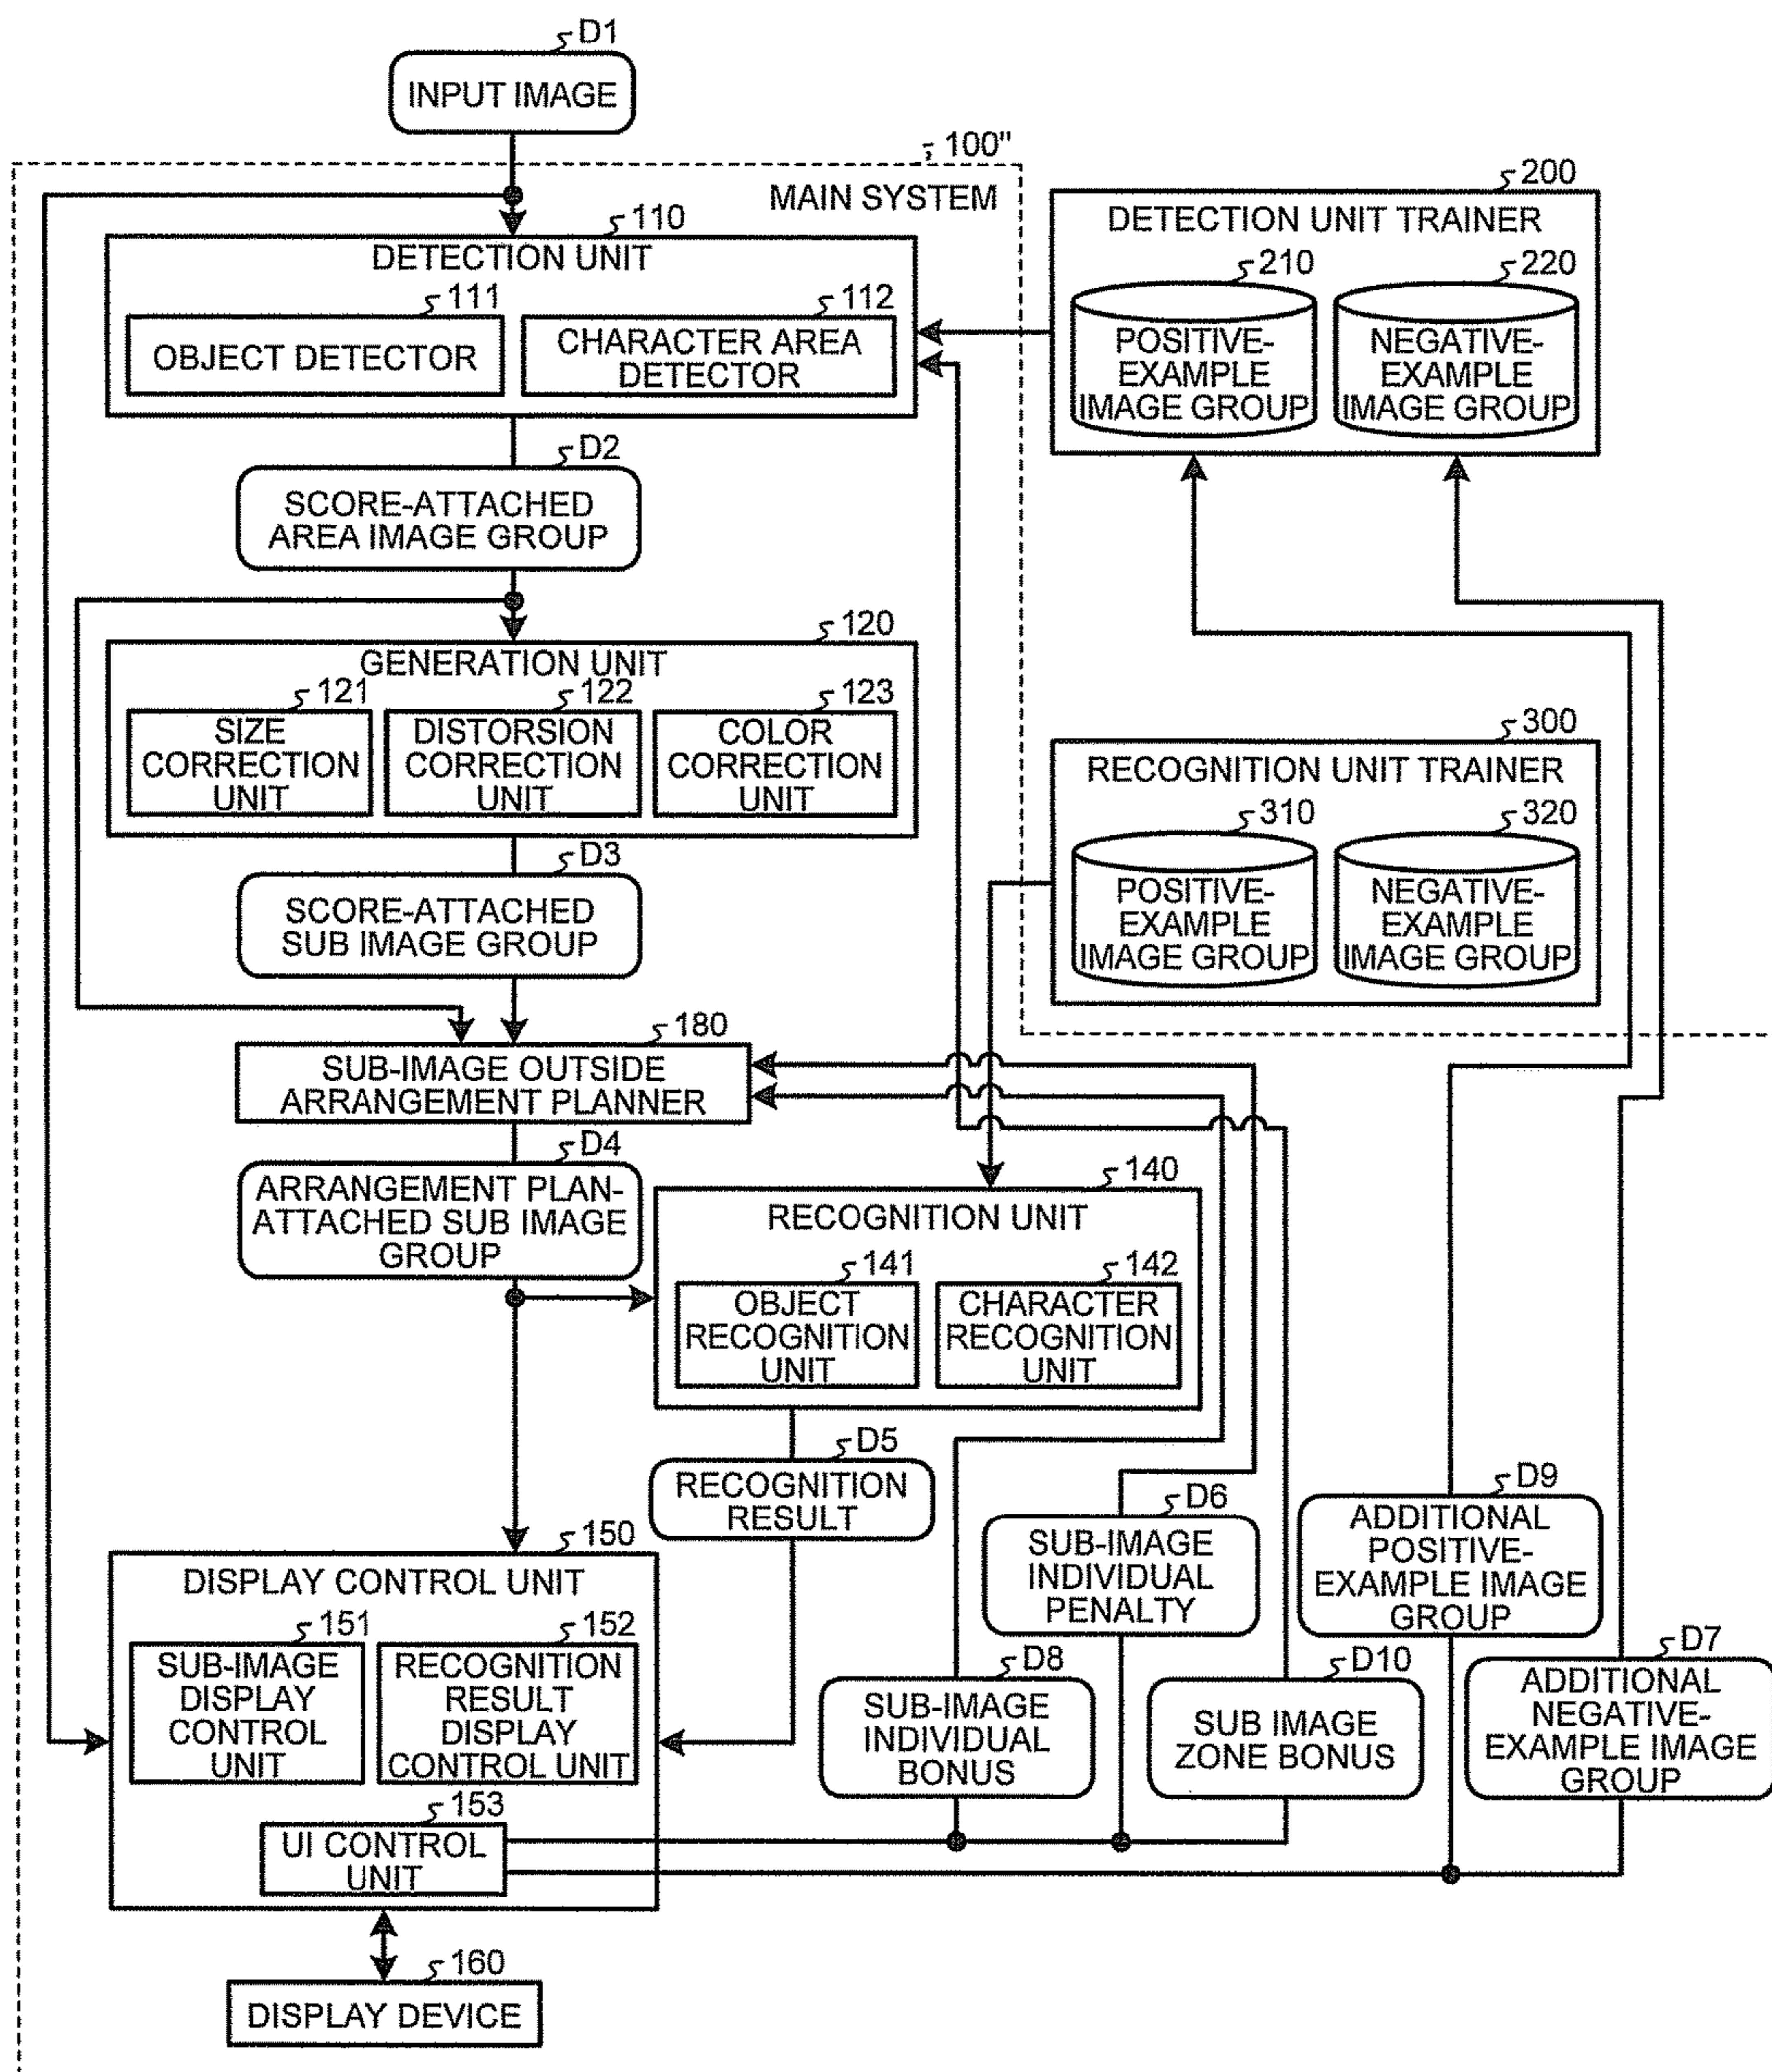 D1
INPUT IMAGE
100"
MAIN SYSTEM
110
DETECTION UNIT
111
OBJECT DETECTOR
112
CHARACTER AREA
DETECTOR
200
DETECTION UNIT TRAINER
210
POSITIVE-
EXAMPLE
IMAGE GROUP
220
NEGATIVE-
EXAMPLE
IMAGE GROUP
D2
SCORE-ATTACHED
AREA IMAGE GROUP
120
GENERATION UNIT
121
SIZE
CORRECTION
UNIT
122
DISTORSION
CORRECTION
UNIT
123
COLOR
CORRECTION
UNIT
300
RECOGNITION UNIT TRAINER
310
POSITIVE-
EXAMPLE
IMAGE GROUP
320
NEGATIVE-
EXAMPLE
IMAGE GROUP
D3
SCORE-ATTACHED
SUB IMAGE GROUP
180
SUB-IMAGE OUTSIDE
ARRANGEMENT PLANNER
D4
ARRANGEMENT PLAN-
ATTACHED SUB IMAGE
GROUP
140
RECOGNITION UNIT
141
OBJECT
RECOGNITION
UNIT
142
CHARACTER
RECOGNITION
UNIT
D5
RECOGNITION
RESULT
150
DISPLAY CONTROL UNIT
151
SUB-IMAGE
DISPLAY
CONTROL
UNIT
152
RECOGNITION
RESULT
DISPLAY
CONTROL UNIT
153
UI CONTROL
UNIT
D6
SUB-IMAGE
INDIVIDUAL
PENALTY
D9
ADDITIONAL
POSITIVE-
EXAMPLE IMAGE
GROUP
D8
SUB-IMAGE
INDIVIDUAL
BONUS
D10
SUB IMAGE
ZONE BONUS
D7
ADDITIONAL
NEGATIVE-
EXAMPLE IMAGE
GROUP
160
DISPLAY DEVICE